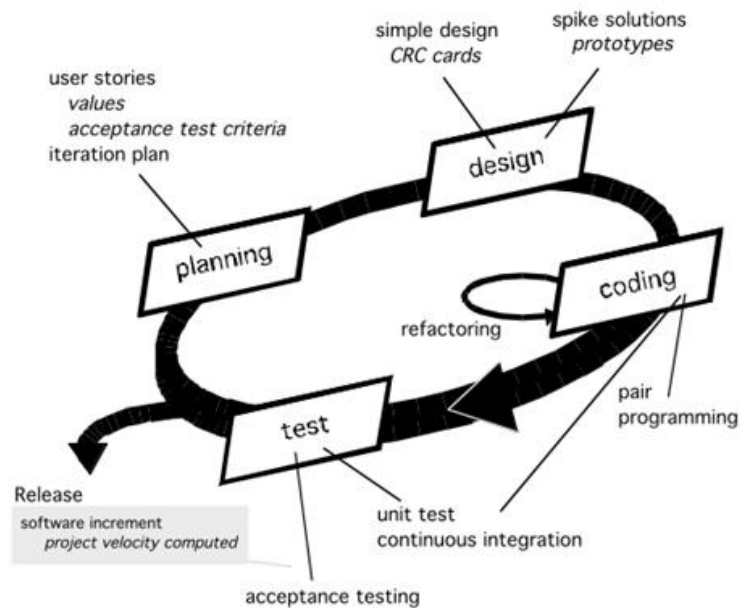 spike solutions
prototypes
simple design
CRC cards
user stories
values
acceptance test criteria
iteration plan
design
planning
coding
refactoring
test
pair
programming
Release
software increment
project velocity computed
unit test
continuous integration
acceptance testing